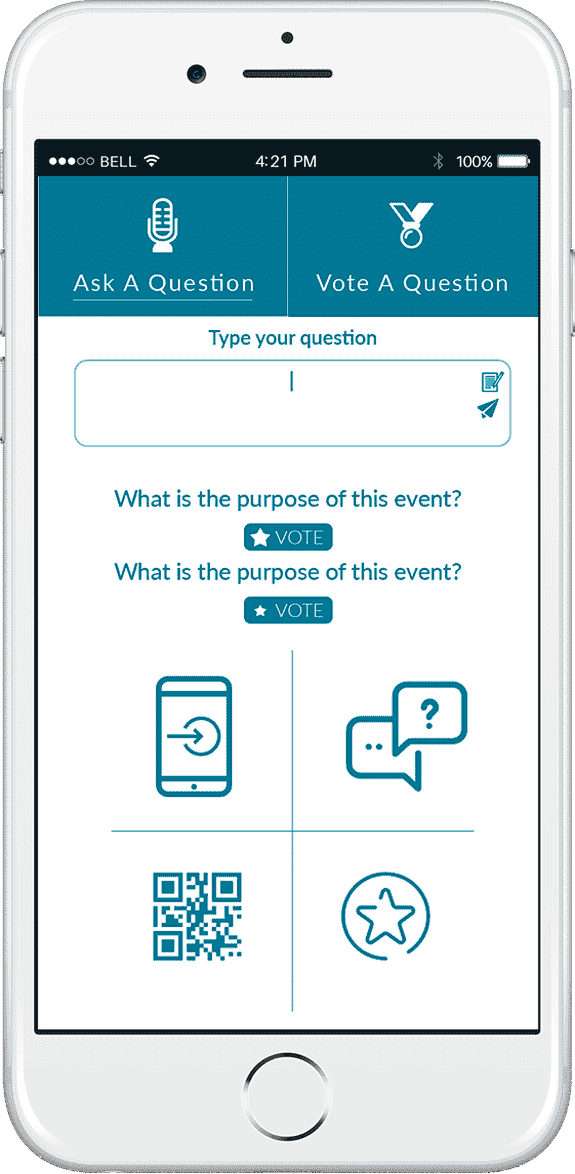 BELL 4:21 PM 100%
Ask A Question Vote A Question
Type your question
What is the purpose of this event?
VOTE
What is the purpose of this event?
VOTE
?